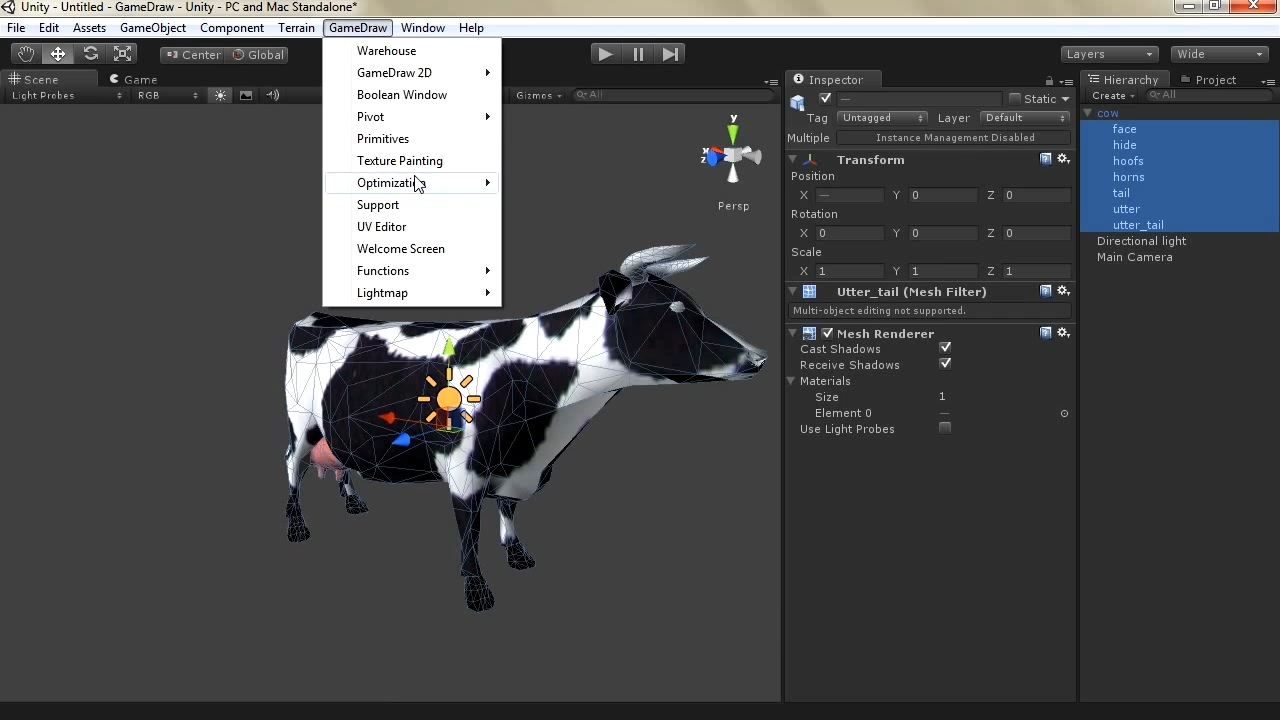 Unity - Untitled - GameDraw - Unity - PC and Mac Standalone*
File Edit Assets GameObject Component Terrain GameDraw Window Help
Center Global
Layers Wide
Scene Game
Light Probes RGB Gizmos All
Warehouse
GameDraw 2D
Boolean Window
Pivot
Primitives
Texture Painting
Optimization
Support
UV Editor
Welcome Screen
Functions
Lightmap
y
x
z
Persp
Inspector
— Static
Tag Untagged Layer Default
Multiple Instance Management Disabled
Transform
Position
X — Y 0 Z 0
Rotation
X 0 Y 0 Z 0
Scale
X 1 Y 1 Z 1
Utter_tail (Mesh Filter)
Multi-object editing not supported.
Mesh Renderer
Cast Shadows
Receive Shadows
Materials
Size 1
Element 0 —
Use Light Probes
Hierarchy Project
Create All
cow
face
hide
hoofs
horns
tail
utter
utter_tail
Directional light
Main Camera